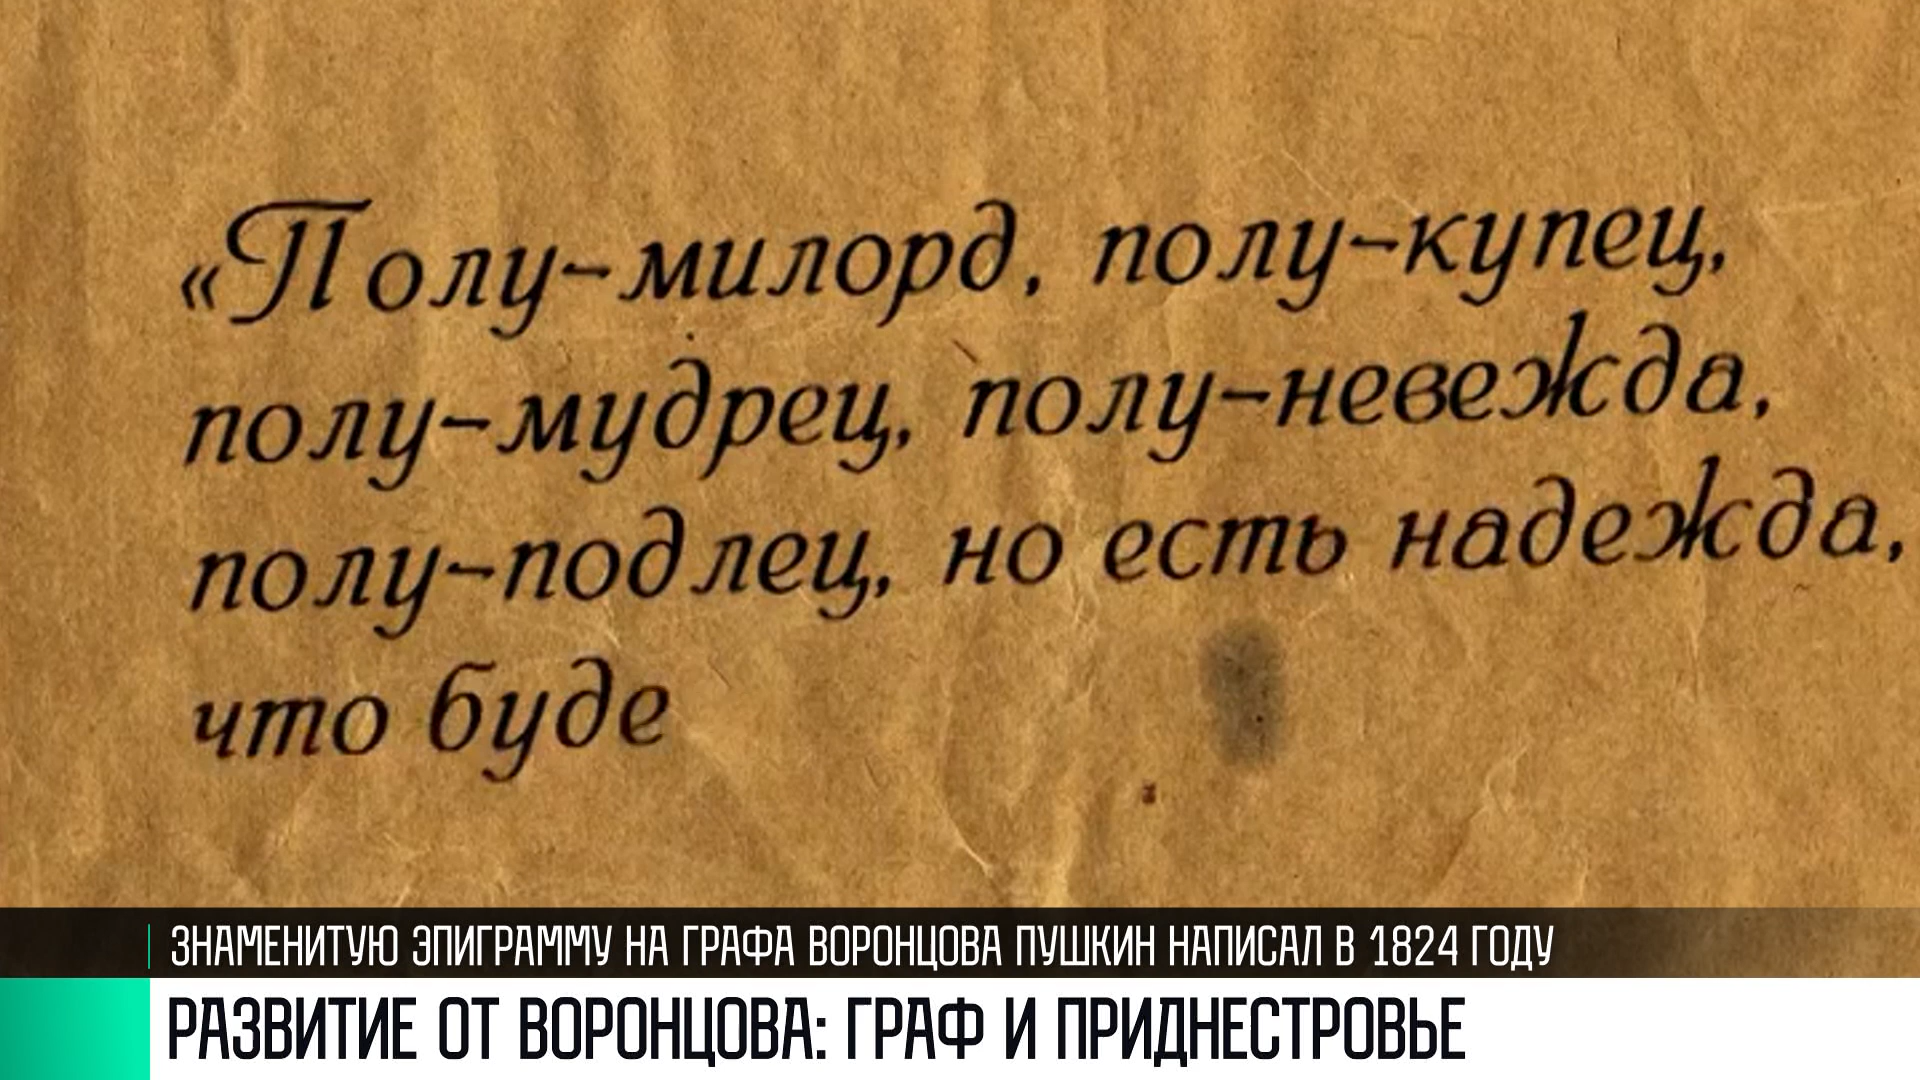 «Полу-милорд, полу-купец,
полу-мудрец, полу-невежда,
полу-подлец, но есть надежда,
что буде
ЗНАМЕНИТУЮ ЭПИГРАММУ НА ГРАФА ВОРОНЦОВА ПУШКИН НАПИСАЛ В 1824 ГОДУ
РАЗВИТИЕ ОТ ВОРОНЦОВА: ГРАФ И ПРИДНЕСТРОВЬЕ